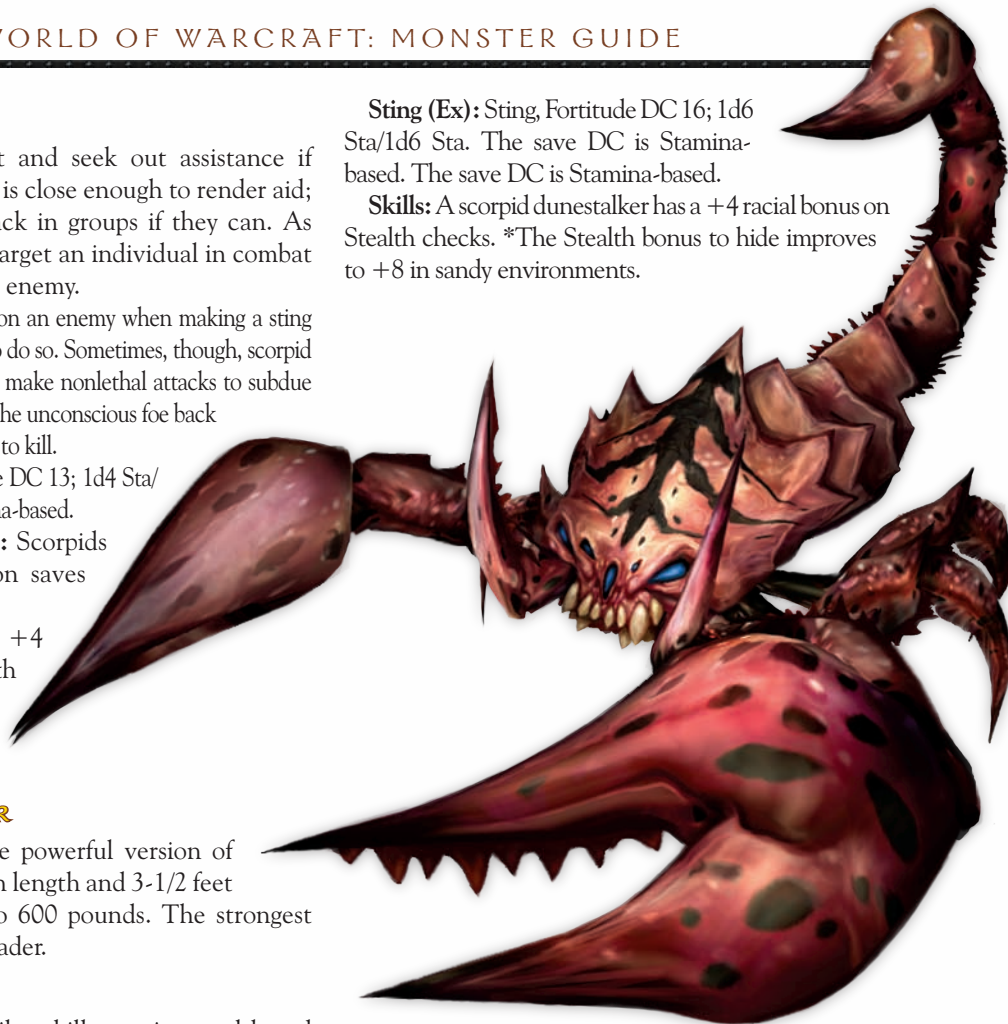 WORLD OF WARCRAFT: MONSTER GUIDE
and seek out assistance if
is close enough to render aid;
ck in groups if they can. As
arget an individual in combat
enemy.
on an enemy when making a sting
o do so. Sometimes, though, scorpid
make nonlethal attacks to subdue
he unconscious foe back
to kill.
e DC 13; 1d4 Sta/
na-based.
: Scorpids
on saves
+4
th
R
e powerful version of
n length and 3-1/2 feet
o 600 pounds. The strongest
ader.
Sting (Ex): Sting, Fortitude DC 16; 1d6
Sta/1d6 Sta. The save DC is Stamina-
based. The save DC is Stamina-based.
Skills: A scorpid dunestalker has a +4 racial bonus on
Stealth checks. *The Stealth bonus to hide improves
to +8 in sandy environments.